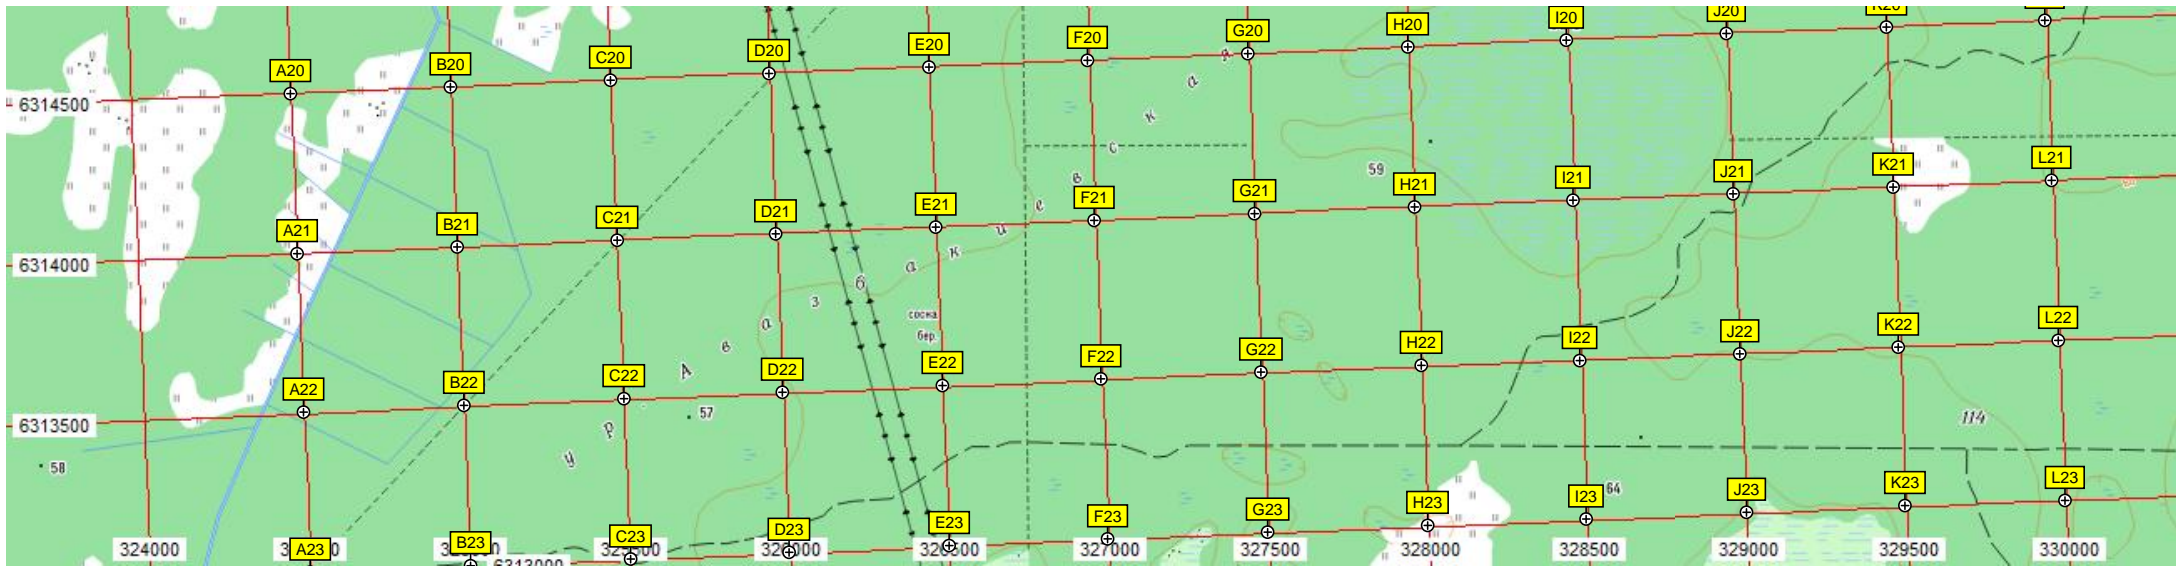 I20 J20 K20
A20 B20 C20 D20 E20 F20 G20 H20
6314500
59
A21 B21 C21 D21 E21 F21 G21 H21 I21 J21 K21 L21
6314000
ур. Авазбакиевская
сосна
бер.
A22 B22 C22 D22 E22 F22 G22 H22 I22 J22 K22 L22
6313500
57
114
58
64
A23 B23 C23 D23 E23 F23 G23 H23 I23 J23 K23 L23
324000 327000 327500 328000 328500 329000 329500 330000
6313000